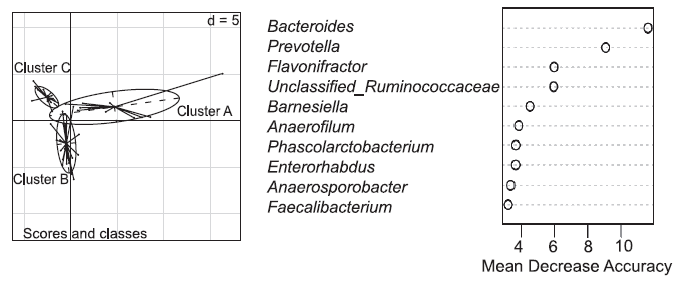 d = 5
Cluster C
Cluster A
Cluster B
Scores and classes
Bacteroides
Prevotella
Flavonifractor
Unclassified_Ruminococcaceae
Barnesiella
Anaerofilum
Phascolarctobacterium
Enterorhabdus
Anaerosporobacter
Faecalibacterium
4 6 8 10
Mean Decrease Accuracy